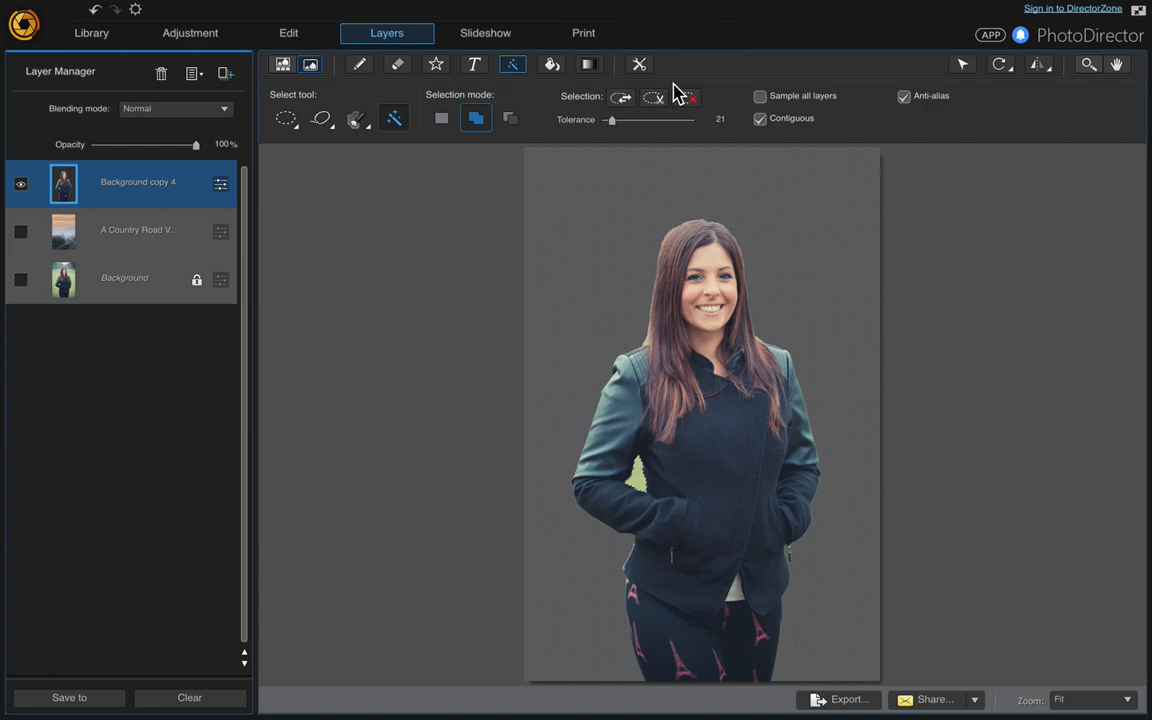 Sign in to DirectorZone
Library Adjustment Edit Layers Slideshow Print
APP PhotoDirector
Layer Manager
Blending mode: Normal
Opacity 100%
Background copy 4
A Country Road V...
Background
Select tool: Selection mode: Selection: Sample all layers Anti-alias
Tolerance 21 Contiguous
Save to Clear
Export... Share... Zoom: Fit